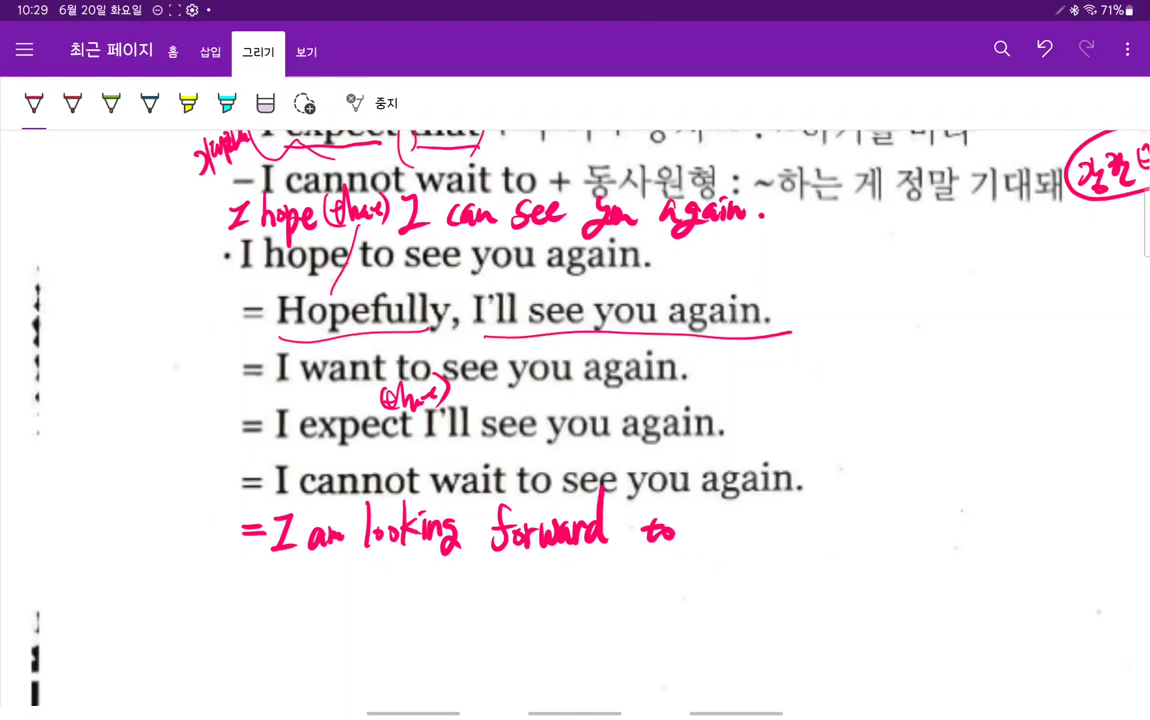 10:29 6월 20일 화요일 71%
최근 페이지 홈 삽입 그리기 보기
중지
I expect that
– I cannot wait to + 동사원형 : ~하는 게 정말 기대돼
I hope (that) I can see you again.
· I hope to see you again.
= Hopefully, I'll see you again.
= I want to see you again.
(that)
= I expect I'll see you again.
= I cannot wait to see you again.
= I am looking forward to